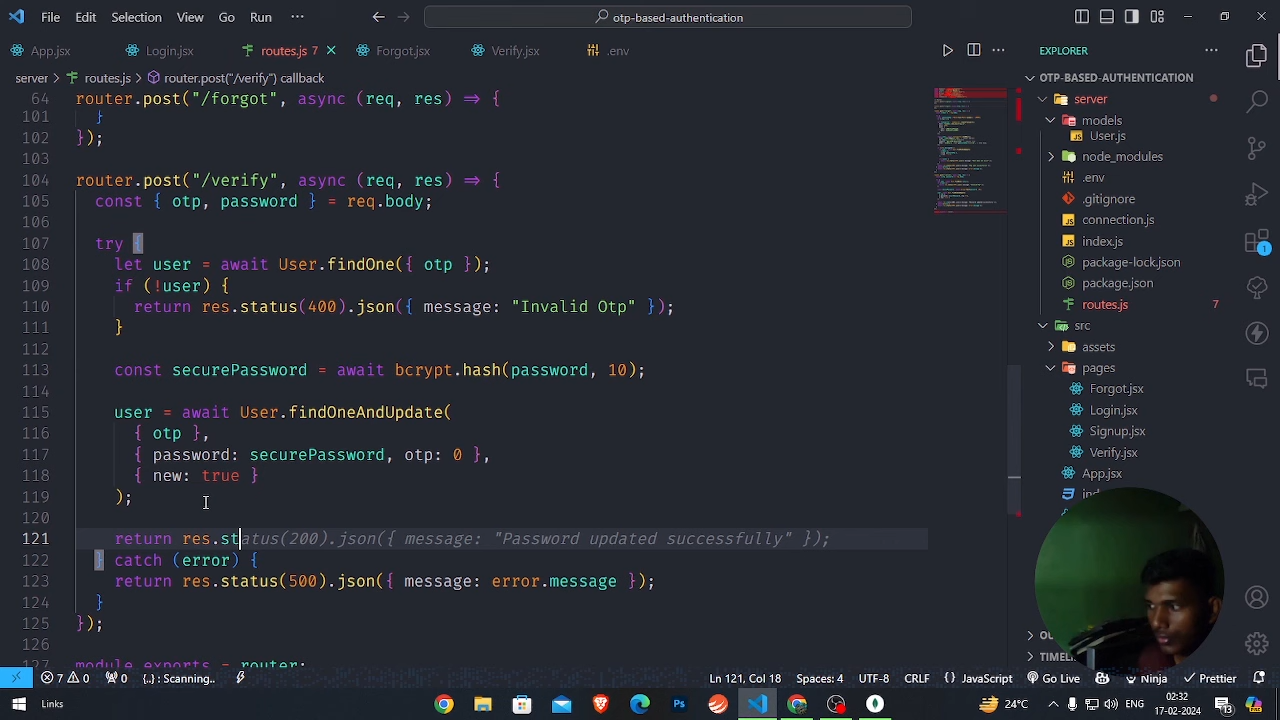 File Edit Selection View Go Run ··· otp-based-authentication
App.jsx Login.jsx routes.js 7 Forgot.jsx Verify.jsx .env EXPLORER
server > routes.js > router.post("/verify") callback
OTP-BASED-AUTHENTICATION
64 router.post("/forgot", async (req, res) => {
102 });
103
104 router.post("/verify", async (req, res) => {
105 const { otp, password } = req.body;
106
107 try {
108 let user = await User.findOne({ otp });
109 if (!user) {
110 return res.status(400).json({ message: "Invalid Otp" });
111 }
112
113 const securePassword = await bcrypt.hash(password, 10);
114
115 user = await User.findOneAndUpdate(
116 { otp },
117 { password: securePassword, otp: 0 },
118 { new: true }
119 );
120
121 return res.status(200).json({ message: "Password updated successfully" });
122 } catch (error) {
123 return res.status(500).json({ message: error.message });
124 }
125 });
126
127 module.exports = router;
server
models
models.js
.env
.gitignore
connection.js
index.js
package-lock.json
package.json
routes.js 7
src
assets
pages
Forgot.jsx
Login.jsx
Signup.jsx
Verify.jsx
App.jsx
1
7 0 0 {..}: Scanning.. Ln 121, Col 18 Spaces: 4 UTF-8 CRLF {} JavaScript Go Live Ninja Prettier
Links 24°C 02:32